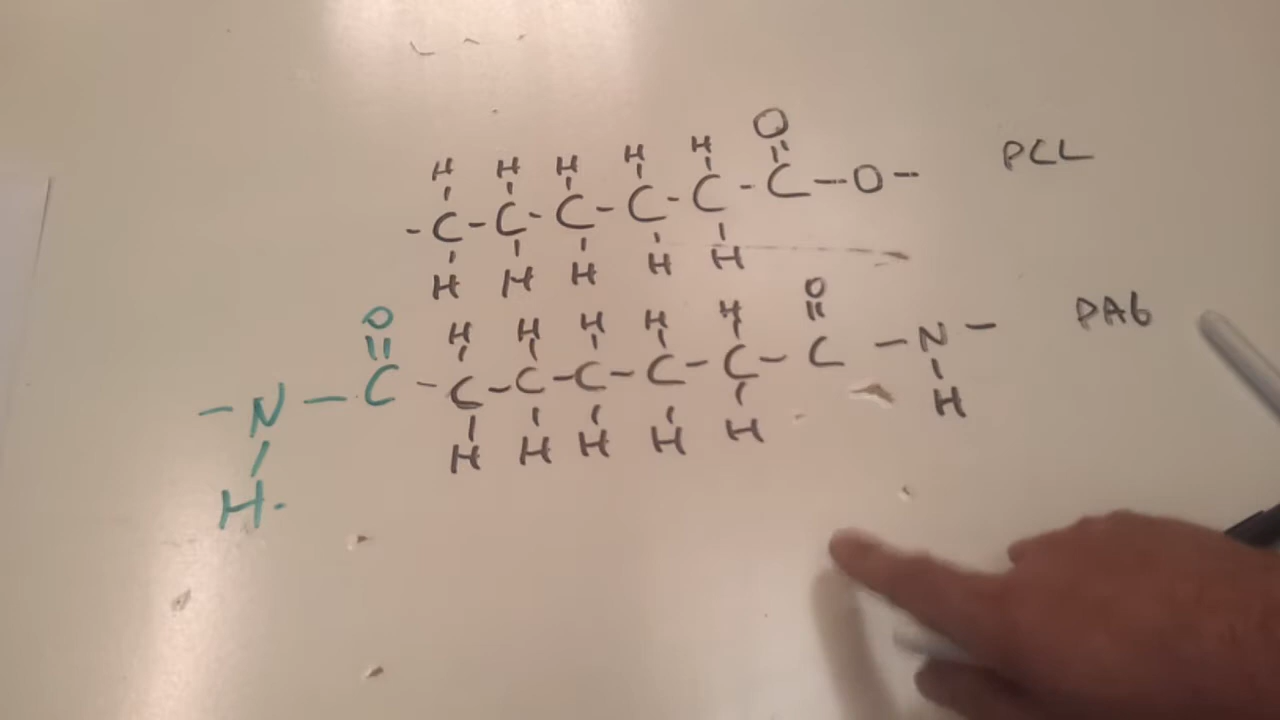 O
H H H H H ''
- C - C - C - C - C - C - O - PCL
H H H H H
O H H H H H O
|| ||
- N - C - C - C - C - C - C - C - N - PA6
H H H H H H H